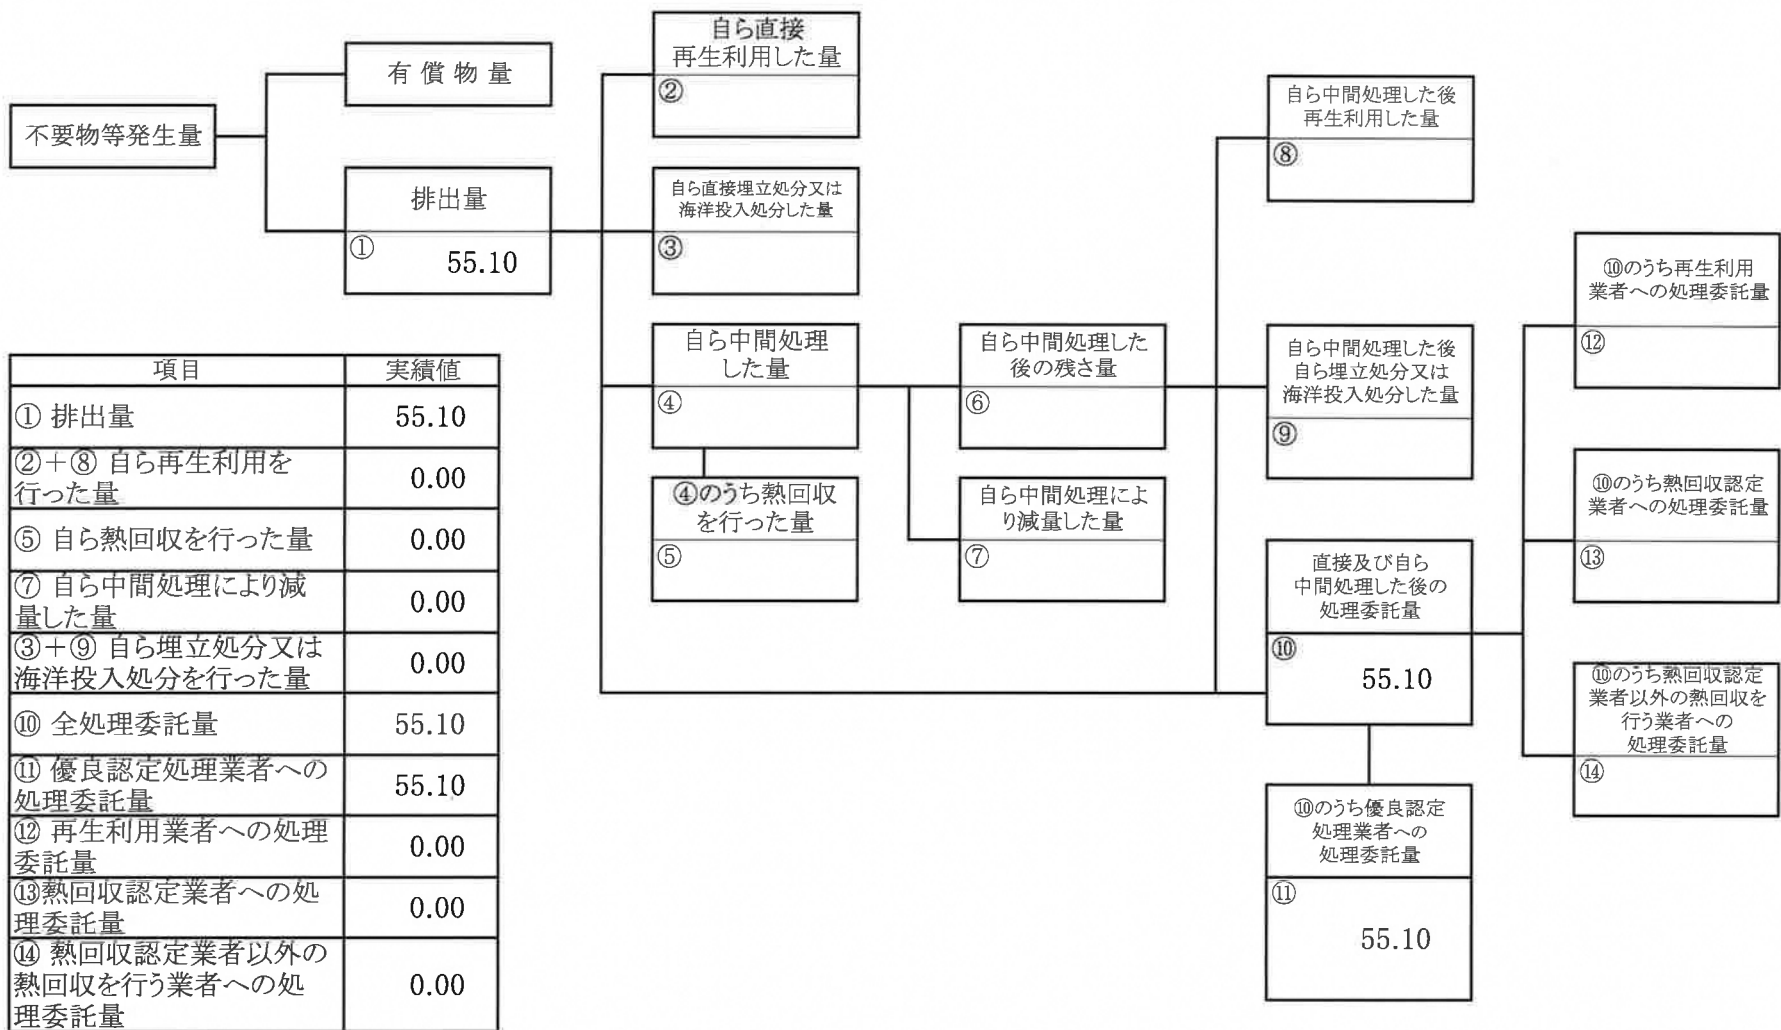 不要物等発生量
有償物量
排出量
①
55.10
自ら直接
再生利用した量
②
自ら直接埋立処分又は
海洋投入処分した量
③
自ら中間処理
した量
④
④のうち熱回収
を行った量
⑤
自ら中間処理した
後の残さ量
⑥
自ら中間処理によ
り減量した量
⑦
自ら中間処理した後
再生利用した量
⑧
自ら中間処理した後
自ら埋立処分又は
海洋投入処分した量
⑨
直接及び自ら
中間処理した後の
処理委託量
⑩
55.10
⑩のうち優良認定
処理業者への
処理委託量
⑪
55.10
⑩のうち再生利用
業者への処理委託量
⑫
⑩のうち熱回収認定
業者への処理委託量
⑬
⑩のうち熱回収認定
業者以外の熱回収を
行う業者への
処理委託量
⑭
項目 実績値
① 排出量 55.10
②＋⑧ 自ら再生利用を
行った量 0.00
⑤ 自ら熱回収を行った量 0.00
⑦ 自ら中間処理により減
量した量 0.00
③＋⑨ 自ら埋立処分又は
海洋投入処分を行った量 0.00
⑩ 全処理委託量 55.10
⑪ 優良認定処理業者への
処理委託量 55.10
⑫ 再生利用業者への処理
委託量 0.00
⑬熱回収認定業者への処
理委託量 0.00
⑭ 熱回収認定業者以外の
熱回収を行う業者への処
理委託量 0.00